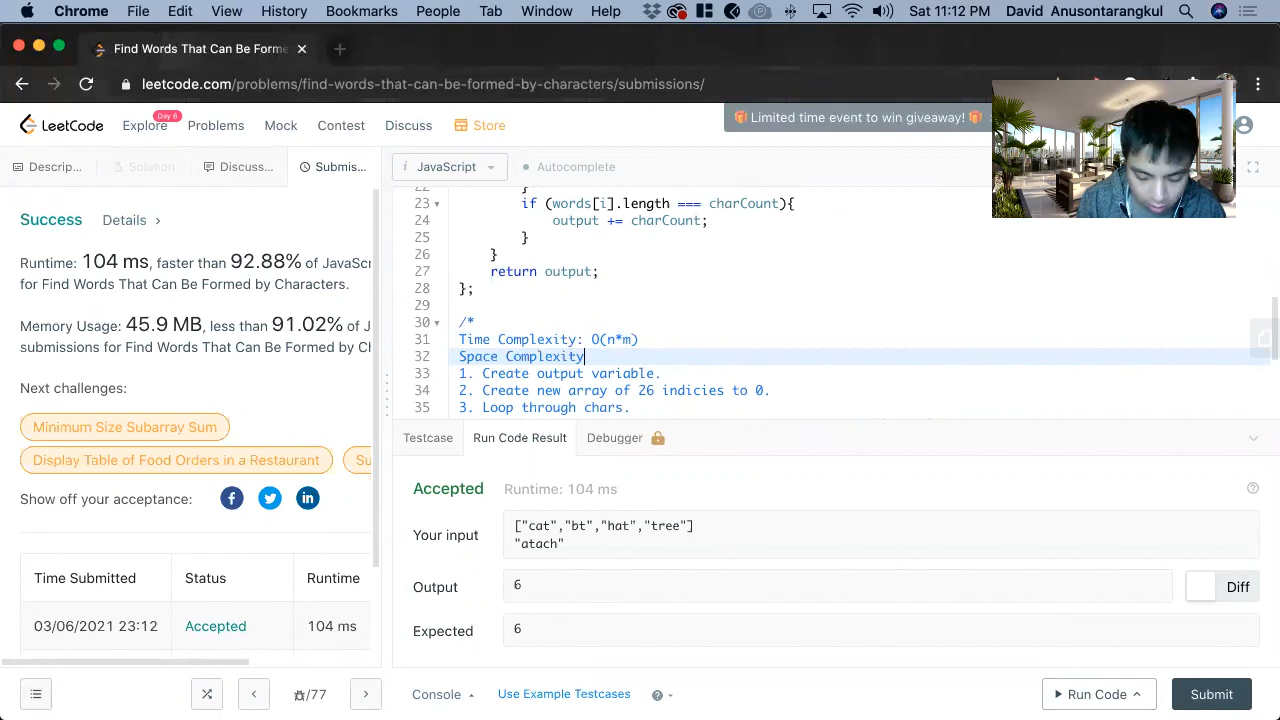 Chrome File Edit View History Bookmarks People Tab Window Help Sat 11:12 PM David Anusontarangkul
Find Words That Can Be Forme
leetcode.com/problems/find-words-that-can-be-formed-by-characters/submissions/
LeetCode Explore Day 6 Problems Mock Contest Discuss Store
Limited time event to win giveaway!
Descrip... Solution Discuss... Submis...
i JavaScript Autocomplete
Success Details >
Runtime: 104 ms, faster than 92.88% of JavaScr
for Find Words That Can Be Formed by Characters.
Memory Usage: 45.9 MB, less than 91.02% of J
submissions for Find Words That Can Be Formed by Ch
Next challenges:
Minimum Size Subarray Sum
Display Table of Food Orders in a Restaurant Su
Show off your acceptance:
Time Submitted Status Runtime
03/06/2021 23:12 Accepted 104 ms
22 }
23 if (words[i].length === charCount){
24 output += charCount;
25 }
26 }
27 return output;
28 };
29
30 /*
31 Time Complexity: O(n*m)
32 Space Complexity
33 1. Create output variable.
34 2. Create new array of 26 indicies to 0.
35 3. Loop through chars.
Testcase Run Code Result Debugger
Accepted Runtime: 104 ms
Your input
["cat","bt","hat","tree"]
"atach"
Output 6 Diff
Expected 6
/77
Console Use Example Testcases Run Code Submit